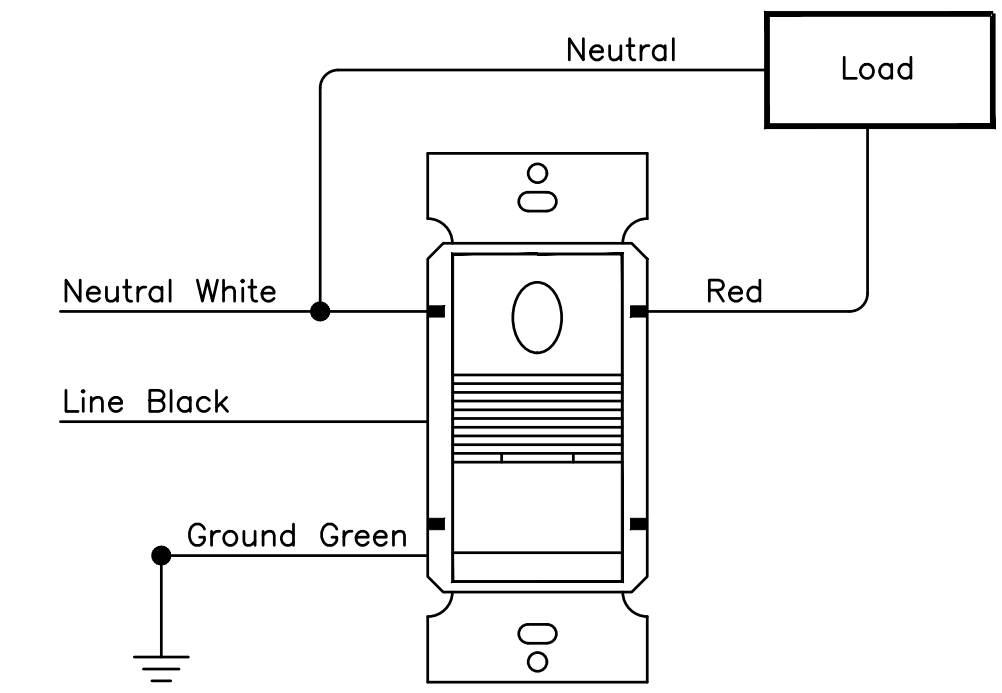 Neutral
Load
Neutral White
Red
Line Black
Ground Green